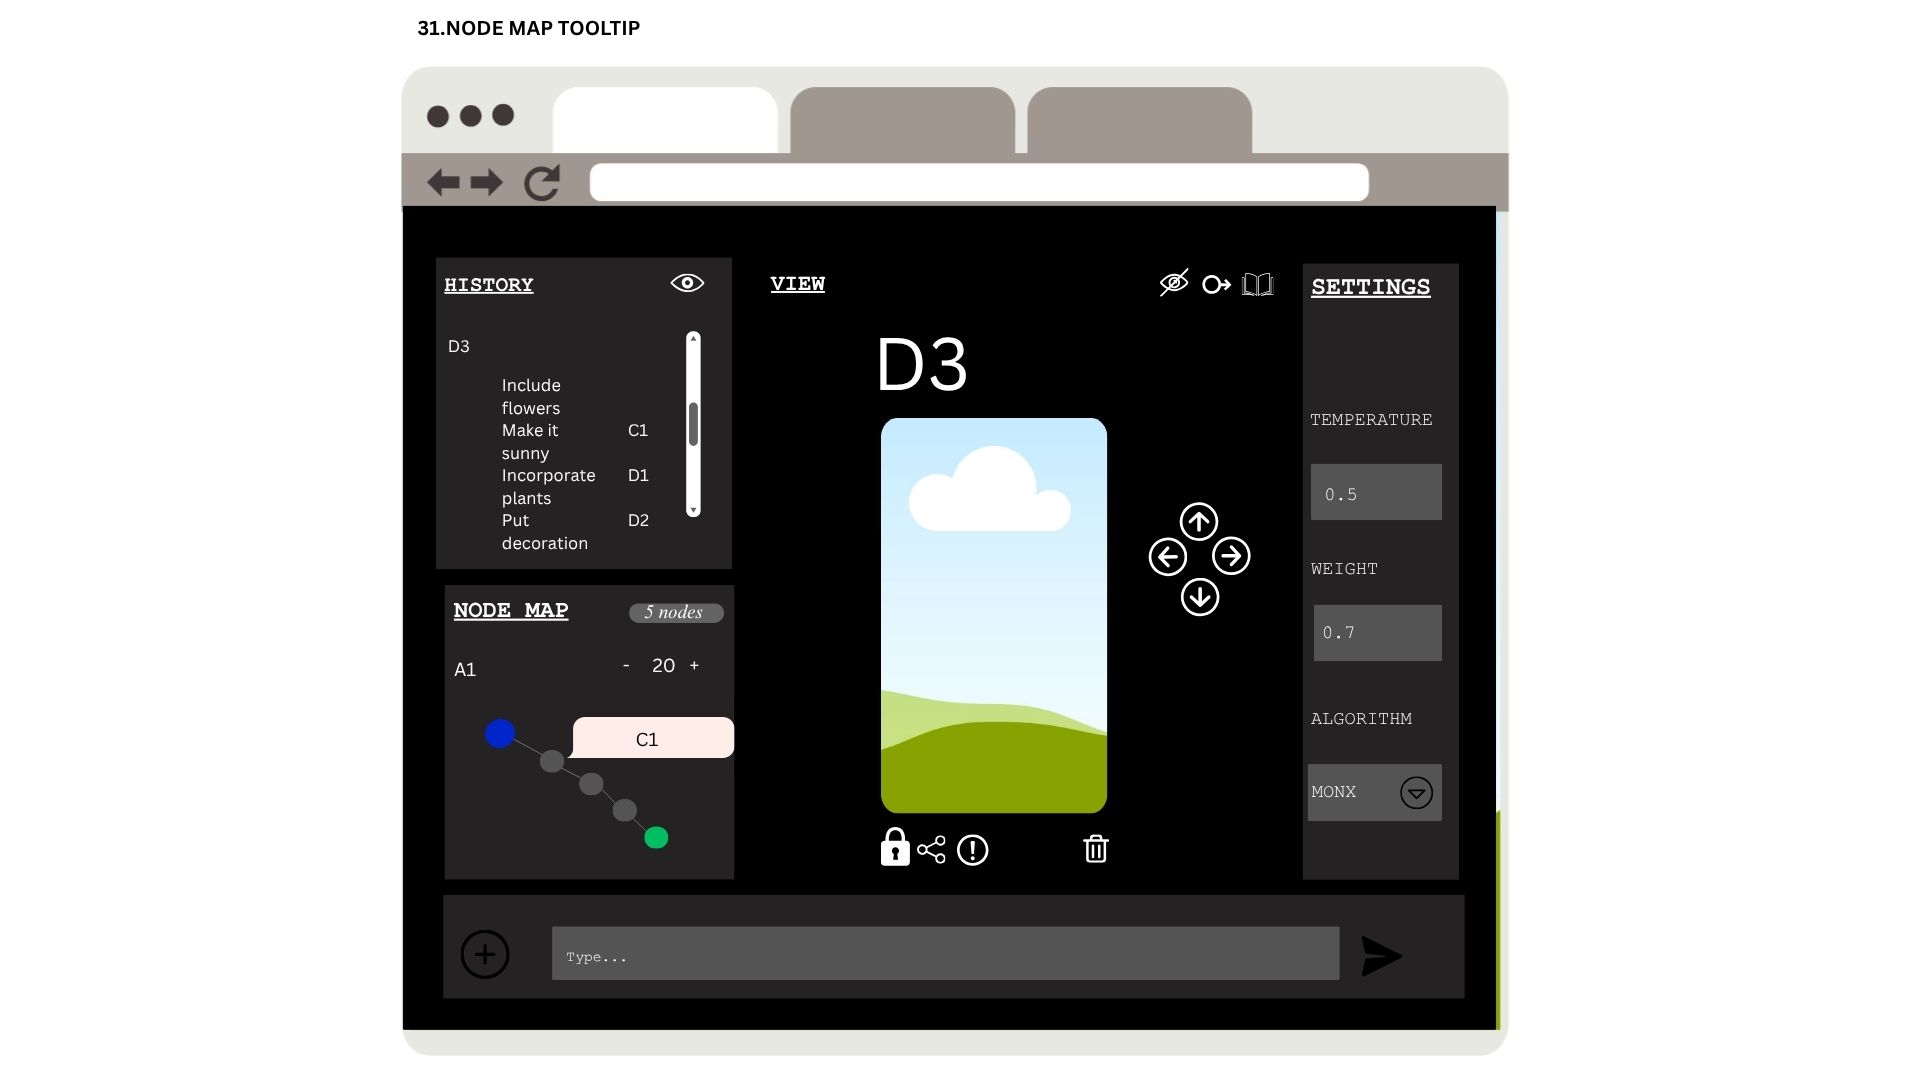 31.NODE MAP TOOLTIP
HISTORY
D3
Include
flowers
Make it C1
sunny
Incorporate D1
plants
Put D2
decoration
NODE MAP
5 nodes
A1
- 20 +
C1
VIEW
D3
SETTINGS
TEMPERATURE
0.5
WEIGHT
0.7
ALGORITHM
MONX
Type...